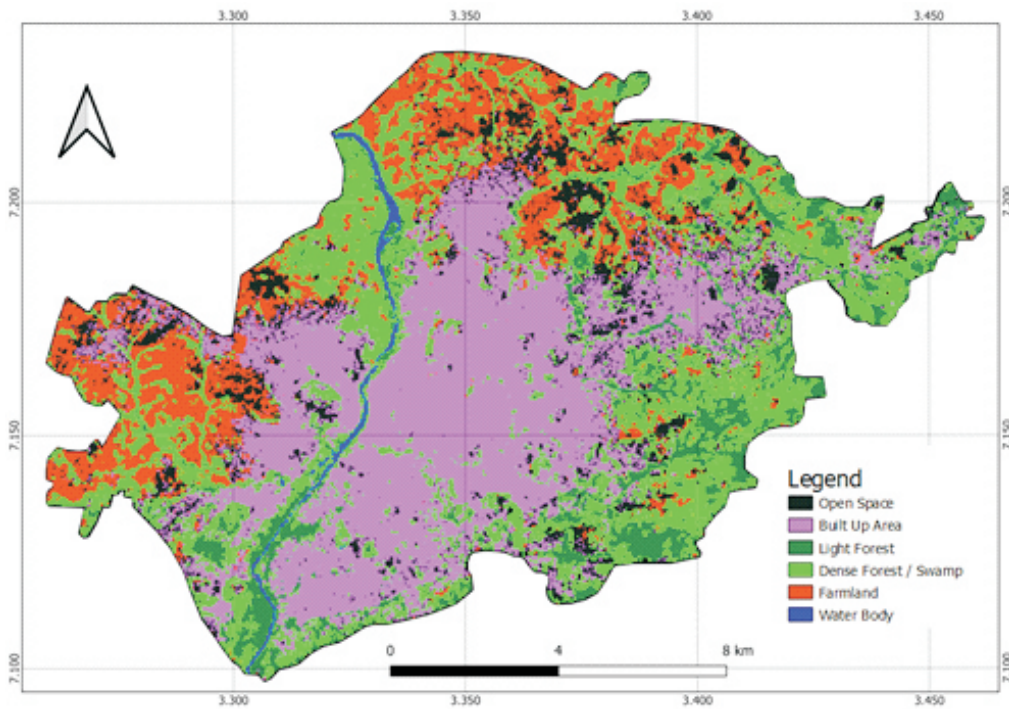 3.300 3.350 3.400 3.450
7.200 7.200
7.150 7.150
Legend
Open Space
Built Up Area
Light Forest
Dense Forest / Swamp
Farmland
Water Body
0 4 8 km
7.100 7.100
3.300 3.350 3.400 3.450